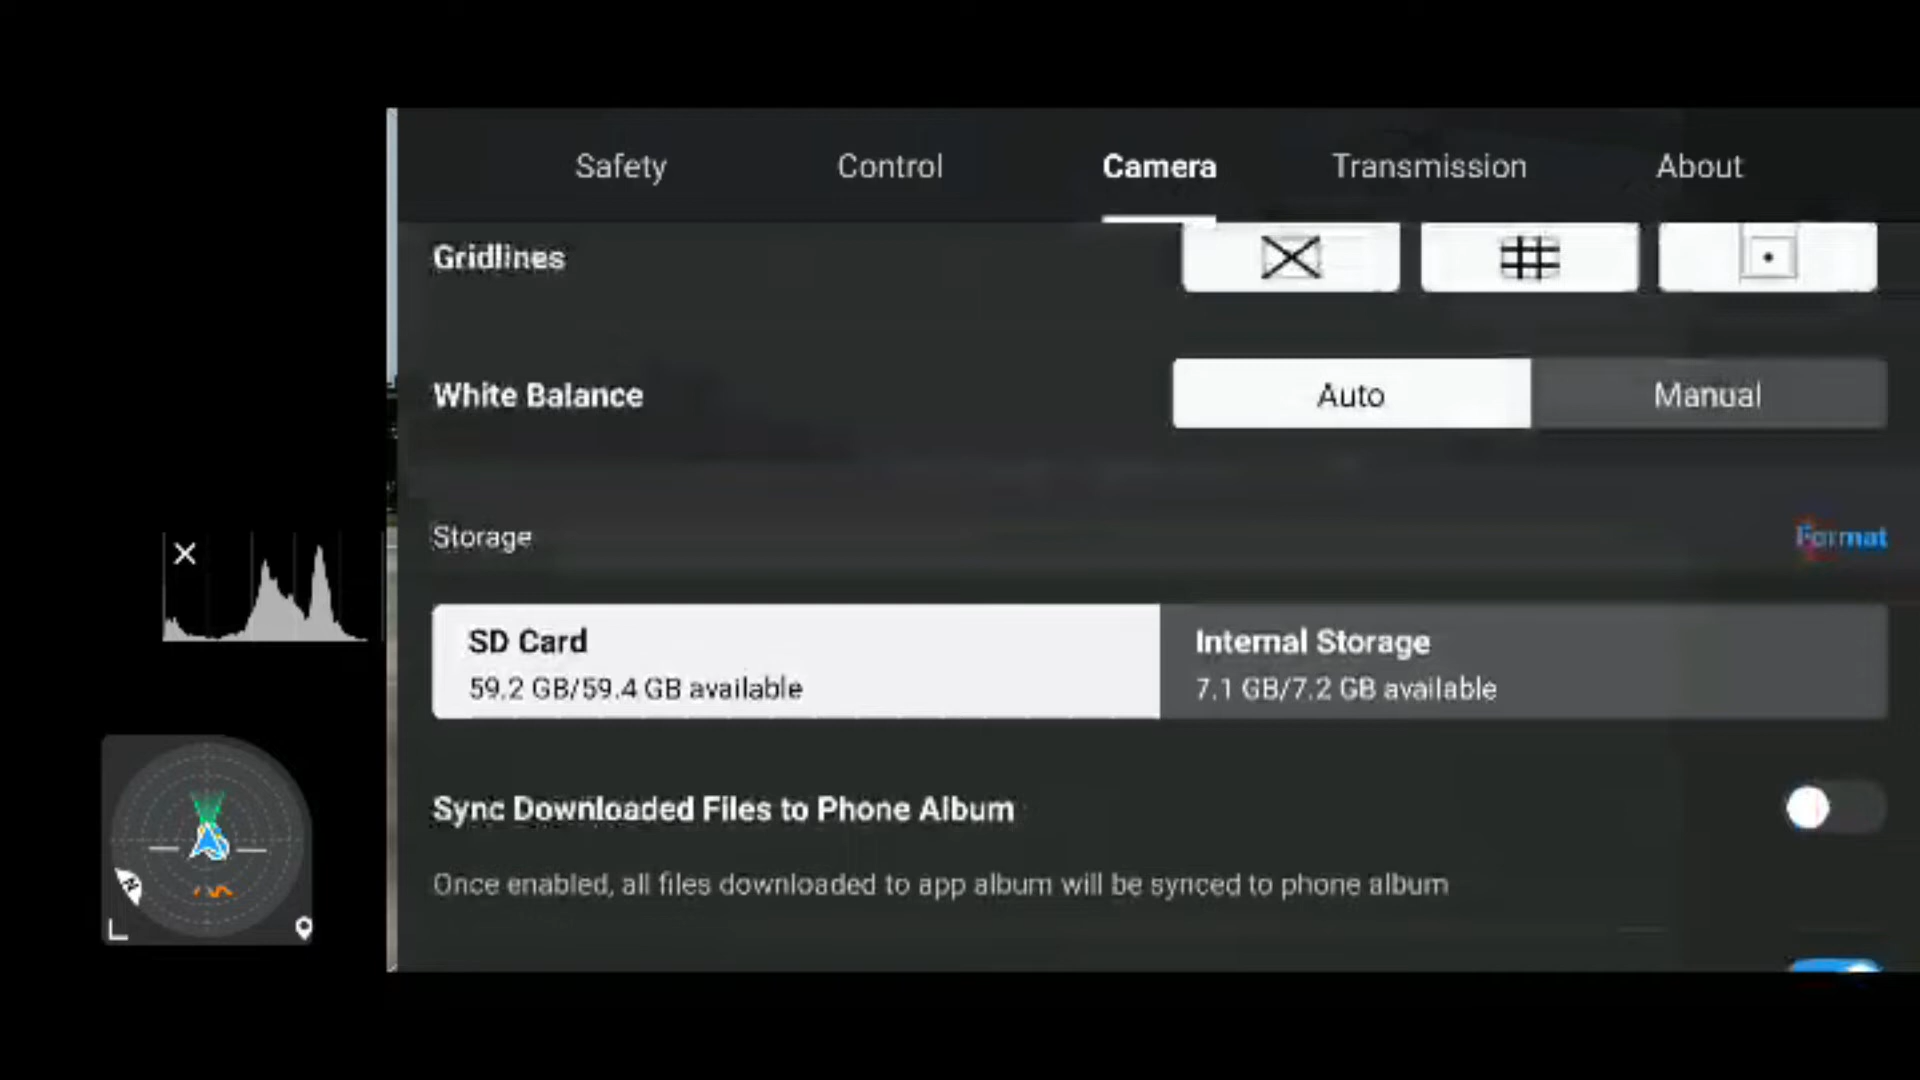 Safety Control Camera Transmission About
Gridlines
White Balance Auto Manual
Storage Format
SD Card
59.2 GB/59.4 GB available
Internal Storage
7.1 GB/7.2 GB available
Sync Downloaded Files to Phone Album
Once enabled, all files downloaded to app album will be synced to phone album
N